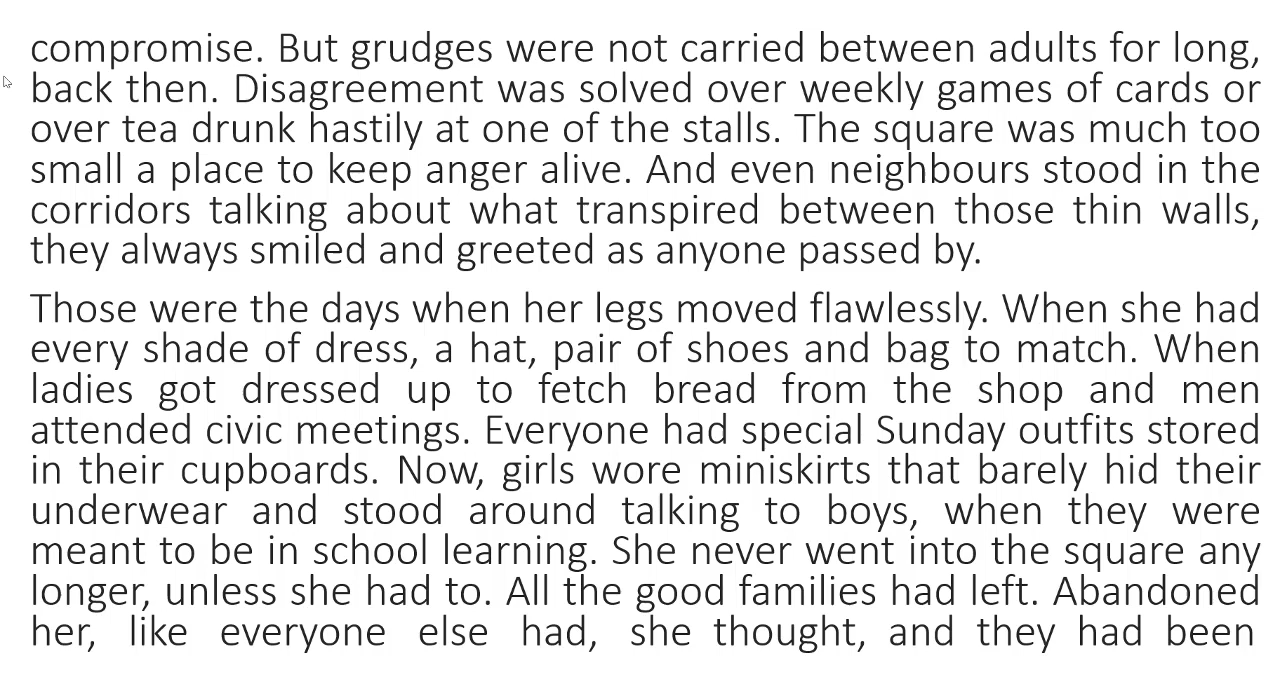 compromise. But grudges were not carried between adults for long,
back then. Disagreement was solved over weekly games of cards or
over tea drunk hastily at one of the stalls. The square was much too
small a place to keep anger alive. And even neighbours stood in the
corridors talking about what transpired between those thin walls,
they always smiled and greeted as anyone passed by.
Those were the days when her legs moved flawlessly. When she had
every shade of dress, a hat, pair of shoes and bag to match. When
ladies got dressed up to fetch bread from the shop and men
attended civic meetings. Everyone had special Sunday outfits stored
in their cupboards. Now, girls wore miniskirts that barely hid their
underwear and stood around talking to boys, when they were
meant to be in school learning. She never went into the square any
longer, unless she had to. All the good families had left. Abandoned
her, like everyone else had, she thought, and they had been